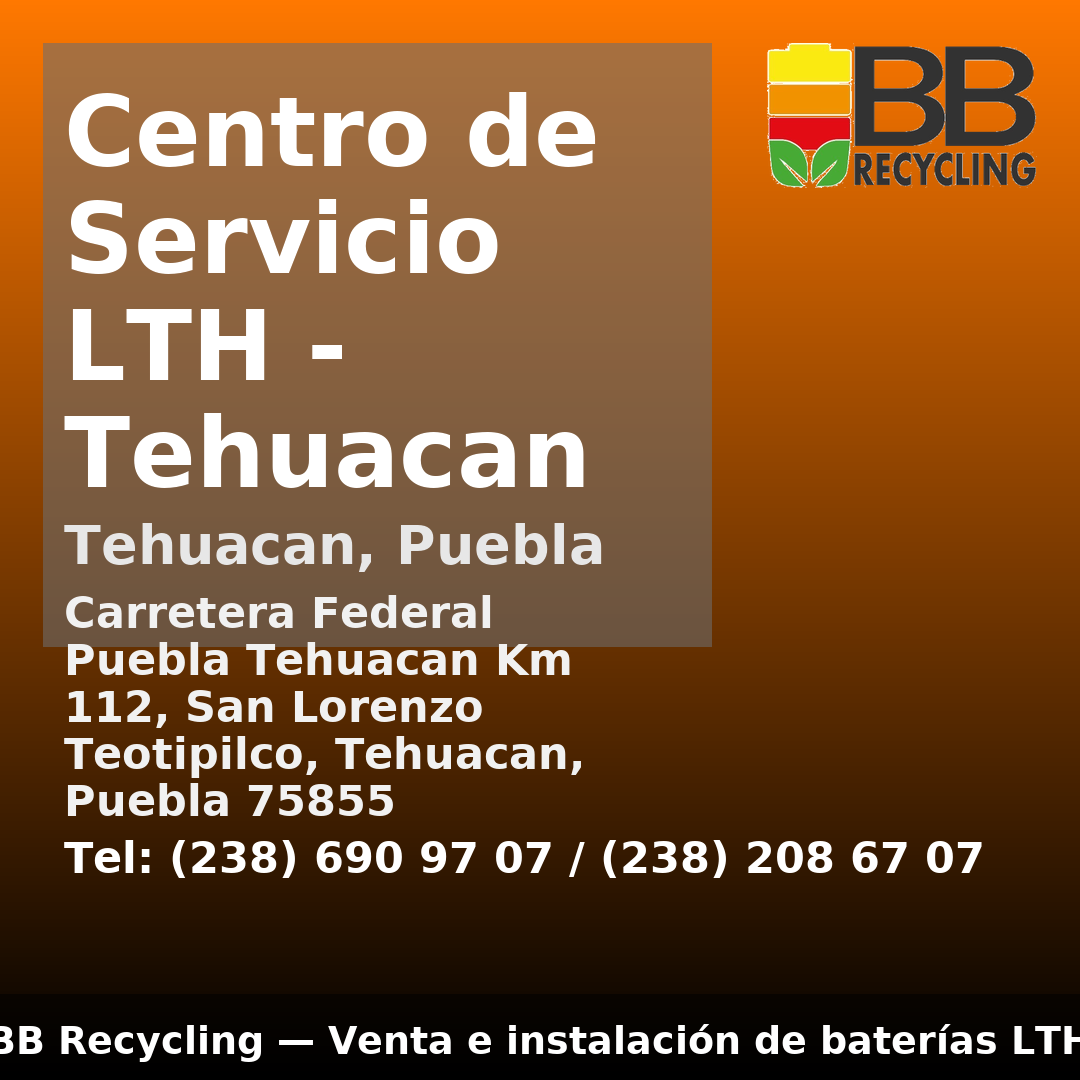 Centro de
Servicio
LTH -
Tehuacan
Tehuacan, Puebla
Carretera Federal
Puebla Tehuacan Km
112, San Lorenzo
Teotipilco, Tehuacan,
Puebla 75855
Tel: (238) 690 97 07 / (238) 208 67 07
BB
RECYCLING
BB Recycling — Venta e instalación de baterías LTH